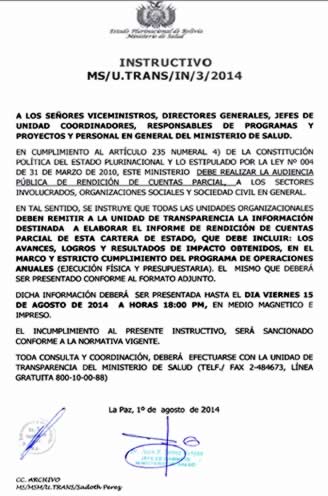 Estado Plurinacional de Bolivia
Ministerio de Salud
INSTRUCTIVO
MS/U.TRANS/IN/3/2014
A LOS SEÑORES VICEMINISTROS, DIRECTORES GENERALES, JEFES DE
UNIDAD COORDINADORES, RESPONSABLES DE PROGRAMAS Y
PROYECTOS Y PERSONAL EN GENERAL DEL MINISTERIO DE SALUD.
EN CUMPLIMIENTO AL ARTICULO 235 NUMERAL 4) DE LA CONSTITUCIÓN
POLÍTICA DEL ESTADO PLURINACIONAL Y LO ESTIPULADO POR LA LEY Nº 004
DE 31 DE MARZO DE 2010, ESTE MINISTERIO DEBE REALIZAR LA AUDIENCIA
PÚBLICA DE RENDICIÓN DE CUENTAS PARCIAL, A LOS SECTORES
INVOLUCRADOS, ORGANIZACIONES SOCIALES Y SOCIEDAD CIVIL EN GENERAL.
EN TAL SENTIDO, SE INSTRUYE QUE TODAS LAS UNIDADES ORGANIZACIONALES
DEBEN REMITIR A LA UNIDAD DE TRANSPARENCIA LA INFORMACIÓN
DESTINADA A ELABORAR EL INFORME DE RENDICIÓN DE CUENTAS
PARCIAL DE ESTA CARTERA DE ESTADO, QUE DEBE INCLUIR: LOS
AVANCES, LOGROS Y RESULTADOS DE IMPACTO OBTENIDOS, EN EL
MARCO Y ESTRICTO CUMPLIMIENTO DEL PROGRAMA DE OPERACIONES
ANUALES (EJECUCIÓN FÍSICA Y PRESUPUESTARIA). EL MISMO QUE DEBERÁ
SER PRESENTADO CONFORME AL FORMATO ADJUNTO.
DICHA INFORMACIÓN DEBERÁ SER PRESENTADA HASTA EL DIA VIERNES 15
DE AGOSTO DE 2014 A HORAS 18:00 PM, EN MEDIO MAGNETICO E
IMPRESO.
EL INCUMPLIMIENTO AL PRESENTE INSTRUCTIVO, SERÁ SANCIONADO
CONFORME A LA NORMATIVA VIGENTE.
TODA CONSULTA Y COORDINACIÓN, DEBERÁ EFECTUARSE CON LA UNIDAD DE
TRANSPARENCIA DEL MINISTERIO DE SALUD (TELF./ FAX 2-484673, LÍNEA
GRATUITA 800-10-00-88)
La Paz, 1º de agosto de 2014
CC. ARCHIVO
MS/MSM/U.TRANS/Sadoth Perez